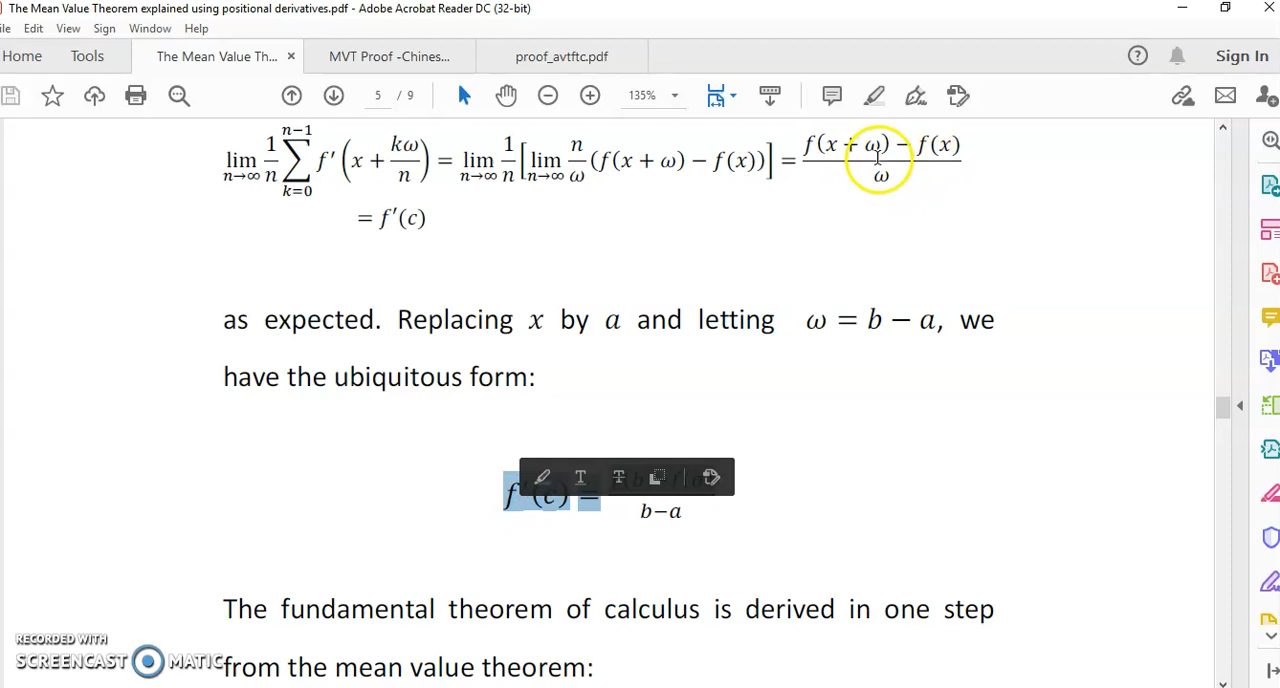 The Mean Value Theorem explained using positional derivatives.pdf - Adobe Acrobat Reader DC (32-bit)
ile Edit View Sign Window Help
Home Tools The Mean Value Th... × MVT Proof -Chines... proof_avtftc.pdf Sign In
5 / 9 135%
lim n→∞ 1/n ∑ k=0 n−1 f′(x + kω/n) = lim n→∞ 1/n [lim n→∞ n/ω (f(x + ω) − f(x))] = f(x + ω) − f(x) / ω
= f′(c)
as expected. Replacing x by a and letting ω = b − a, we
have the ubiquitous form:
f′(c) =
b−a
The fundamental theorem of calculus is derived in one step
from the mean value theorem:
RECORDED WITH
SCREENCAST MATIC